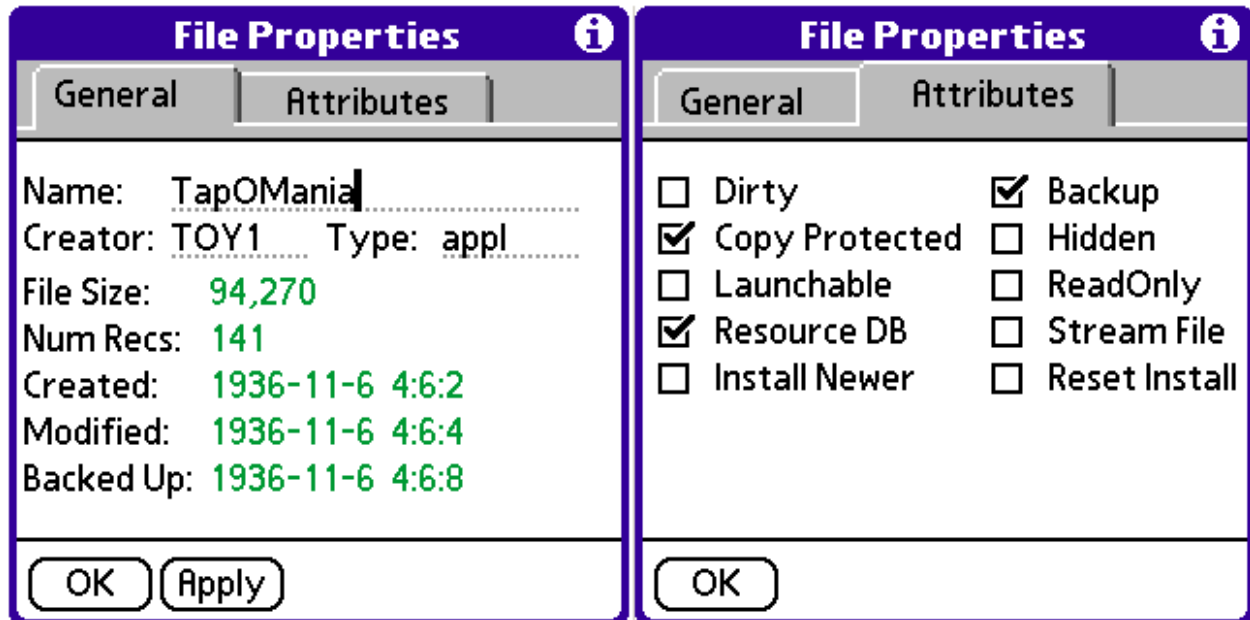 File Properties
General Attributes
Name: TapOMania
Creator: TOY1 Type: appl
File Size: 94,270
Num Recs: 141
Created: 1936-11-6 4:6:2
Modified: 1936-11-6 4:6:4
Backed Up: 1936-11-6 4:6:8
OK Apply
File Properties
General Attributes
Dirty Backup
Copy Protected Hidden
Launchable ReadOnly
Resource DB Stream File
Install Newer Reset Install
OK